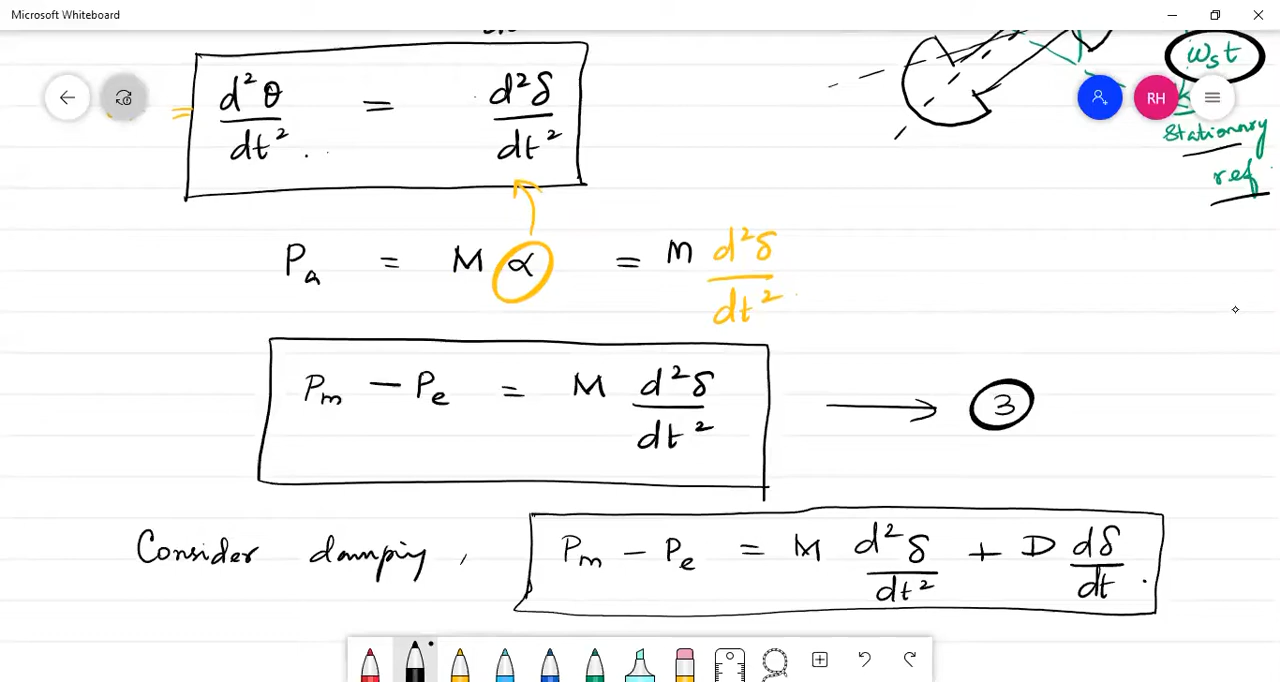 Microsoft Whiteboard
ωst
RH
= d²θ/dt² = d²δ/dt²
Stationary
ref
Pa = M α = M d²δ/dt²
Pm - Pe = M d²δ/dt² → 3
Consider damping, Pm - Pe = M d²δ/dt² + D dδ/dt.